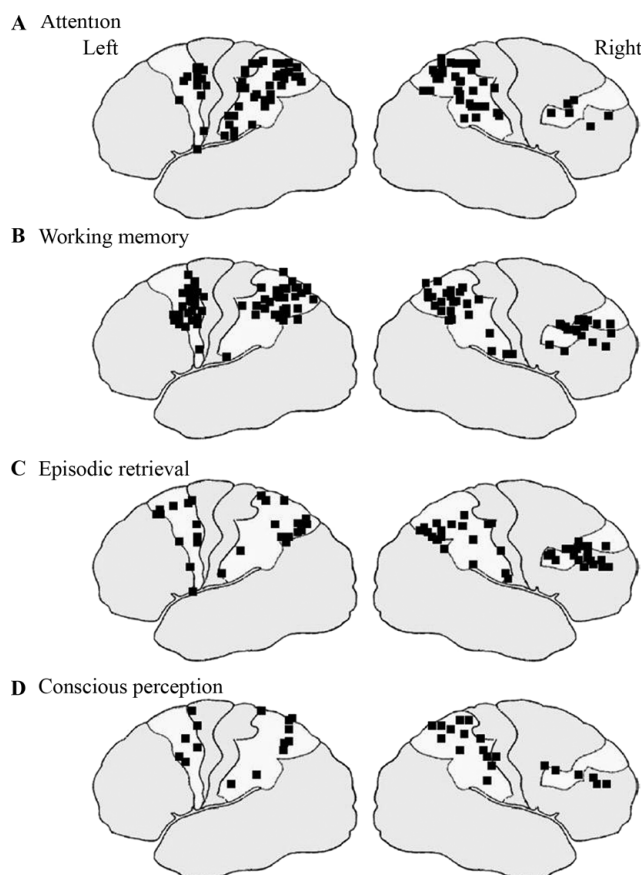 A Attention
Left Right
B Working memory
C Episodic retrieval
D Conscious perception